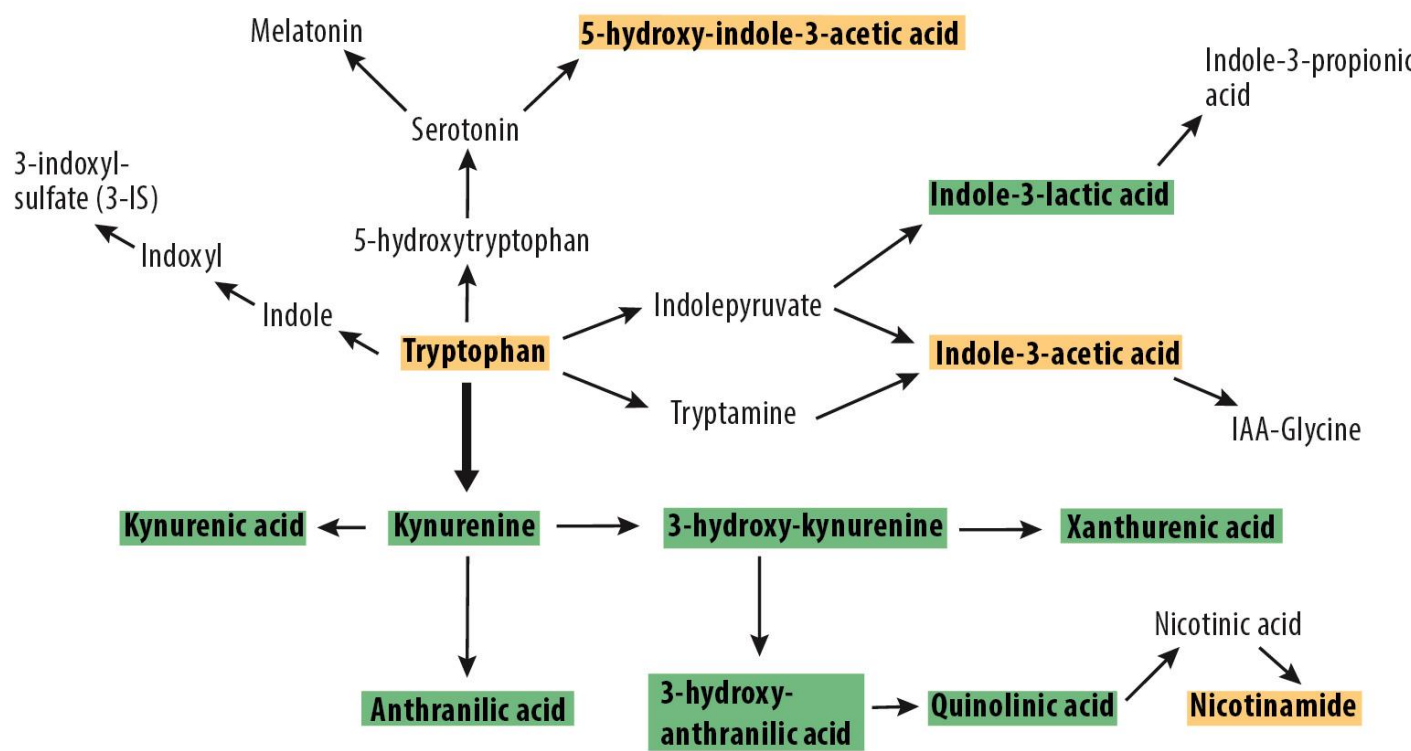 Melatonin
5-hydroxy-indole-3-acetic acid
Indole-3-propionic
acid
Serotonin
3-indoxyl-
sulfate (3-IS)
Indole-3-lactic acid
5-hydroxytryptophan
Indoxyl
Indole
Indolepyruvate
Tryptophan
Indole-3-acetic acid
Tryptamine
IAA-Glycine
Kynurenic acid
Kynurenine
3-hydroxy-kynurenine
Xanthurenic acid
Nicotinic acid
Anthranilic acid
3-hydroxy-
anthranilic acid
Quinolinic acid
Nicotinamide